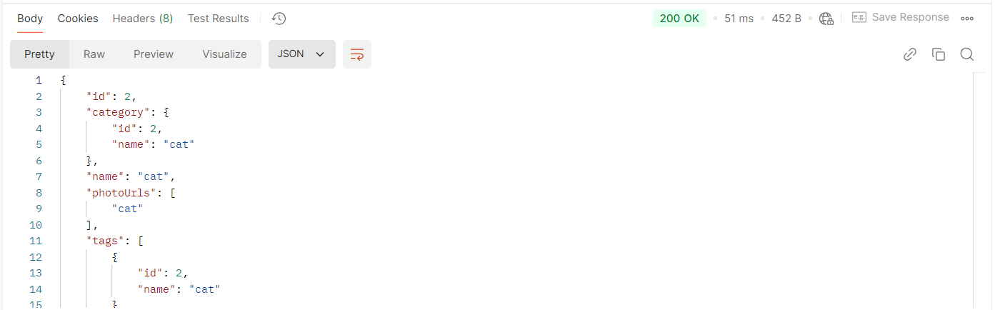 Body Cookies Headers (8) Test Results 200 OK 51 ms 452 B e.g. Save Response
Pretty Raw Preview Visualize JSON
1 {
2 "id": 2,
3 "category": {
4 "id": 2,
5 "name": "cat"
6 },
7 "name": "cat",
8 "photoUrls": [
9 "cat"
10 ],
11 "tags": [
12 {
13 "id": 2,
14 "name": "cat"
15 }